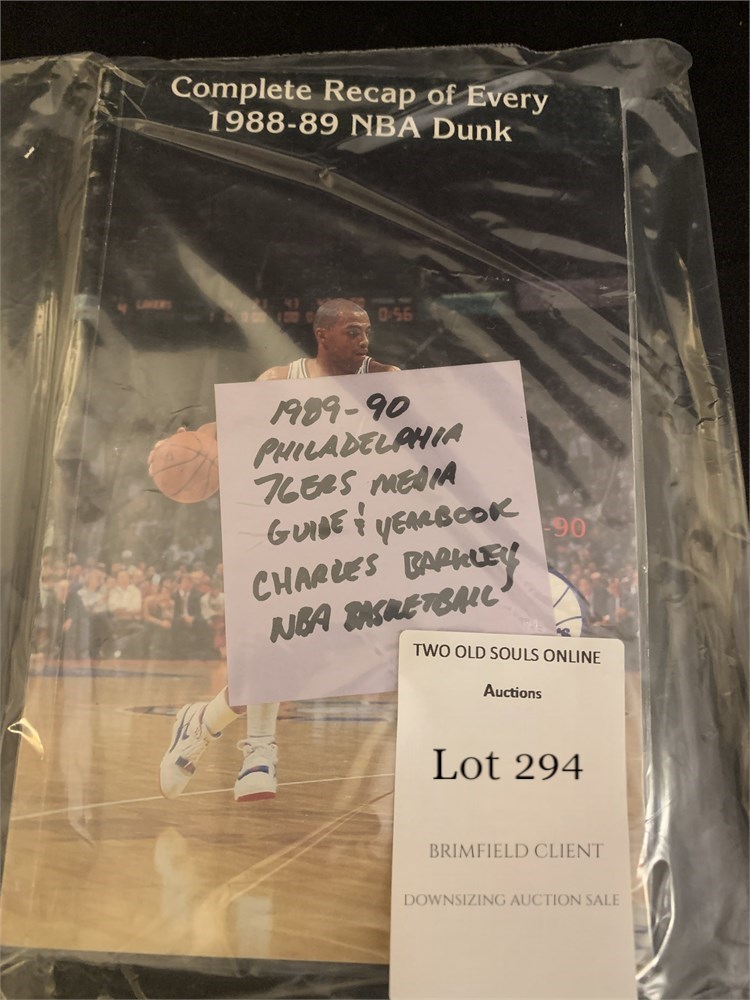 Complete Recap of Every
1988-89 NBA Dunk
LAKERS
0:56
1989-90
PHILADELPHIA
76ERS MEDIA
GUIDE & YEARBOOK
CHARLES BARKLEY
NBA BASKETBALL
-90
TWO OLD SOULS ONLINE
Auctions
Lot 294
BRIMFIELD CLIENT
DOWNSIZING AUCTION SALE